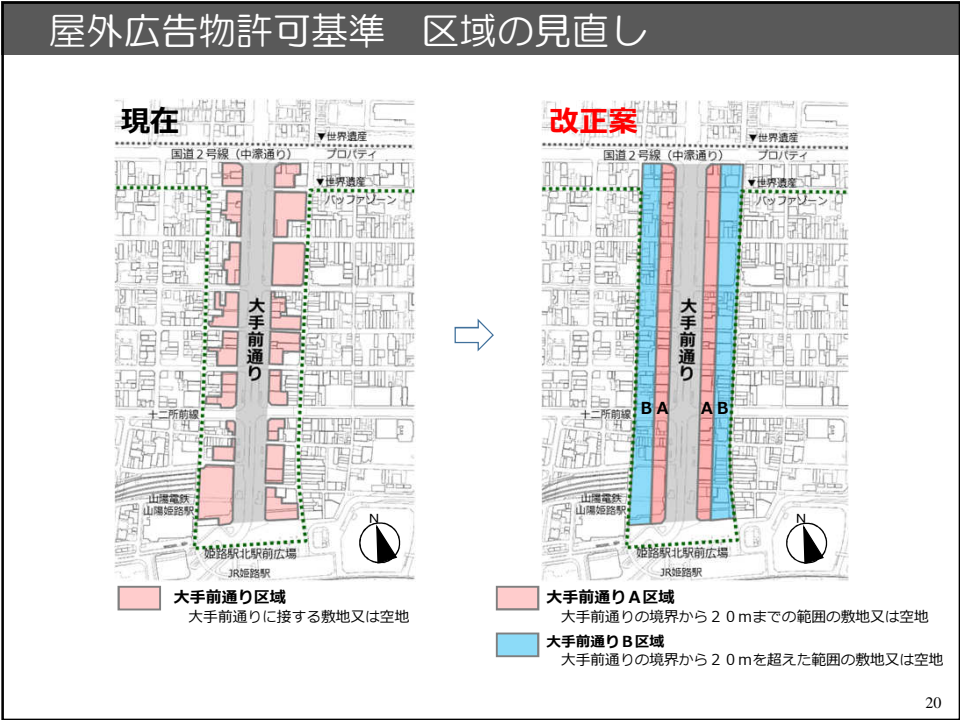 屋外広告物許可基準　区域の見直し
現在
▼世界遺産
プロパティ
国道２号線（中濠通り）
▼世界遺産
バッファゾーン
大手前通り
十二所前線
山陽電鉄
山陽姫路駅
姫路駅北駅前広場
JR姫路駅
N
大手前通り区域
大手前通りに接する敷地又は空地
改正案
▼世界遺産
プロパティ
国道２号線（中濠通り）
▼世界遺産
バッファゾーン
大手前通り
B A
A B
十二所前線
山陽電鉄
山陽姫路駅
姫路駅北駅前広場
JR姫路駅
N
大手前通りＡ区域
大手前通りの境界から２０ｍまでの範囲の敷地又は空地
大手前通りＢ区域
大手前通りの境界から２０ｍを超えた範囲の敷地又は空地
20